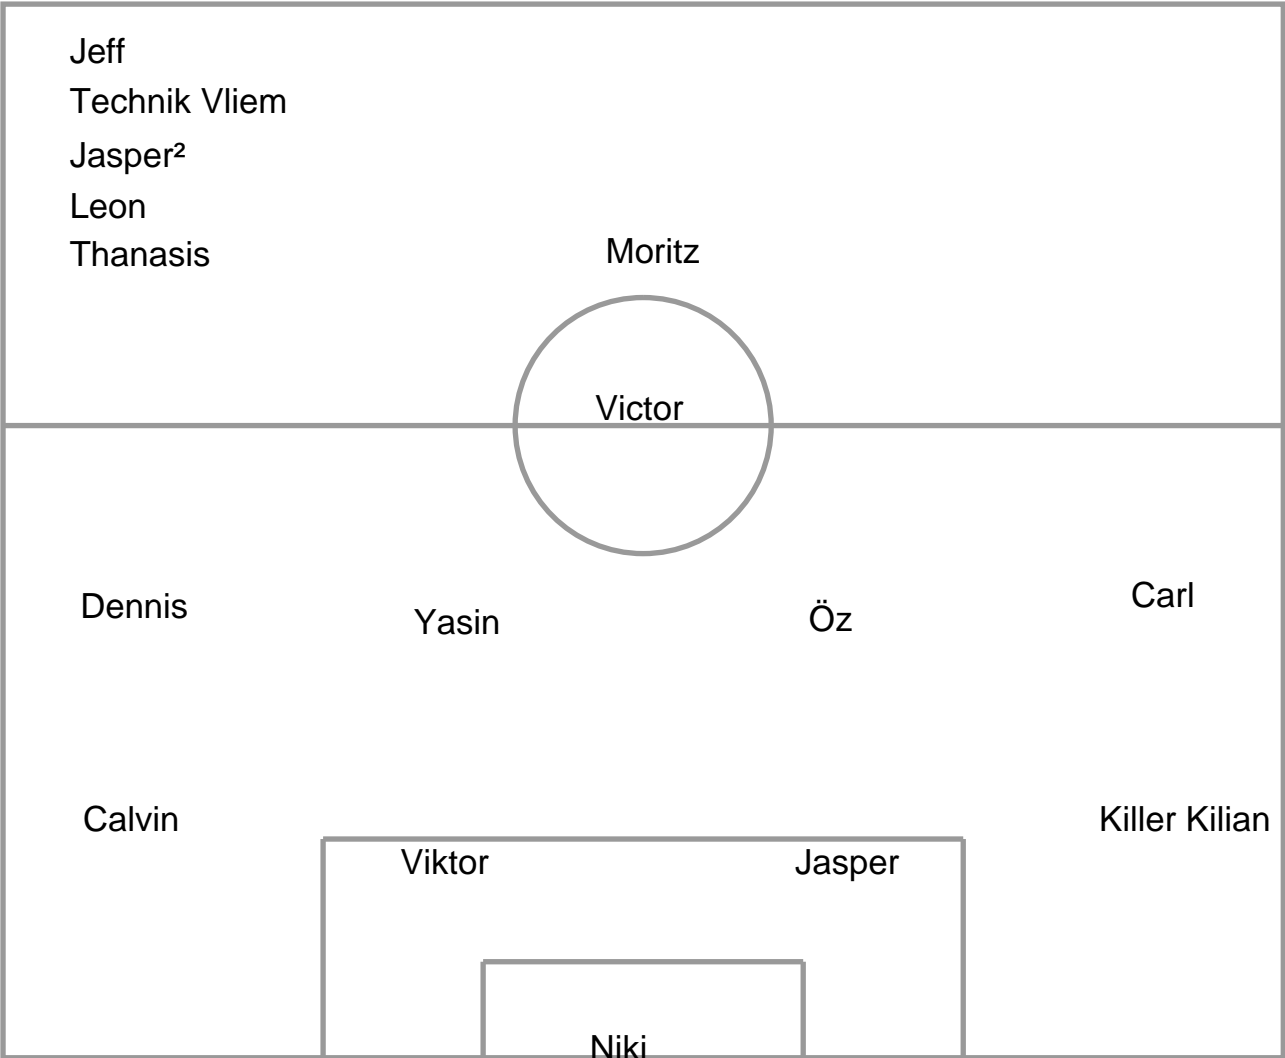 Jeff
Technik Vliem
Jasper²
Leon
Thanasis
Moritz
Victor
Dennis
Yasin
Öz
Carl
Calvin
Killer Kilian
Viktor
Jasper
Niki